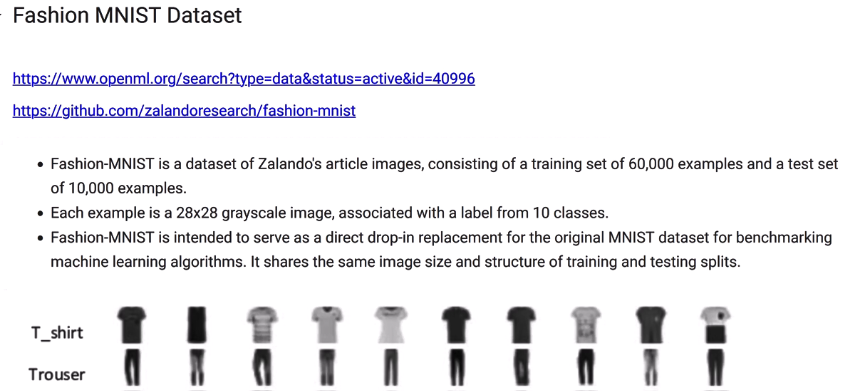 Fashion MNIST Dataset
https://www.openml.org/search?type=data&status=active&id=40996
https://github.com/zalandoresearch/fashion-mnist
• Fashion-MNIST is a dataset of Zalando's article images, consisting of a training set of 60,000 examples and a test set
of 10,000 examples.
• Each example is a 28x28 grayscale image, associated with a label from 10 classes.
• Fashion-MNIST is intended to serve as a direct drop-in replacement for the original MNIST dataset for benchmarking
machine learning algorithms. It shares the same image size and structure of training and testing splits.
T_shirt
Trouser